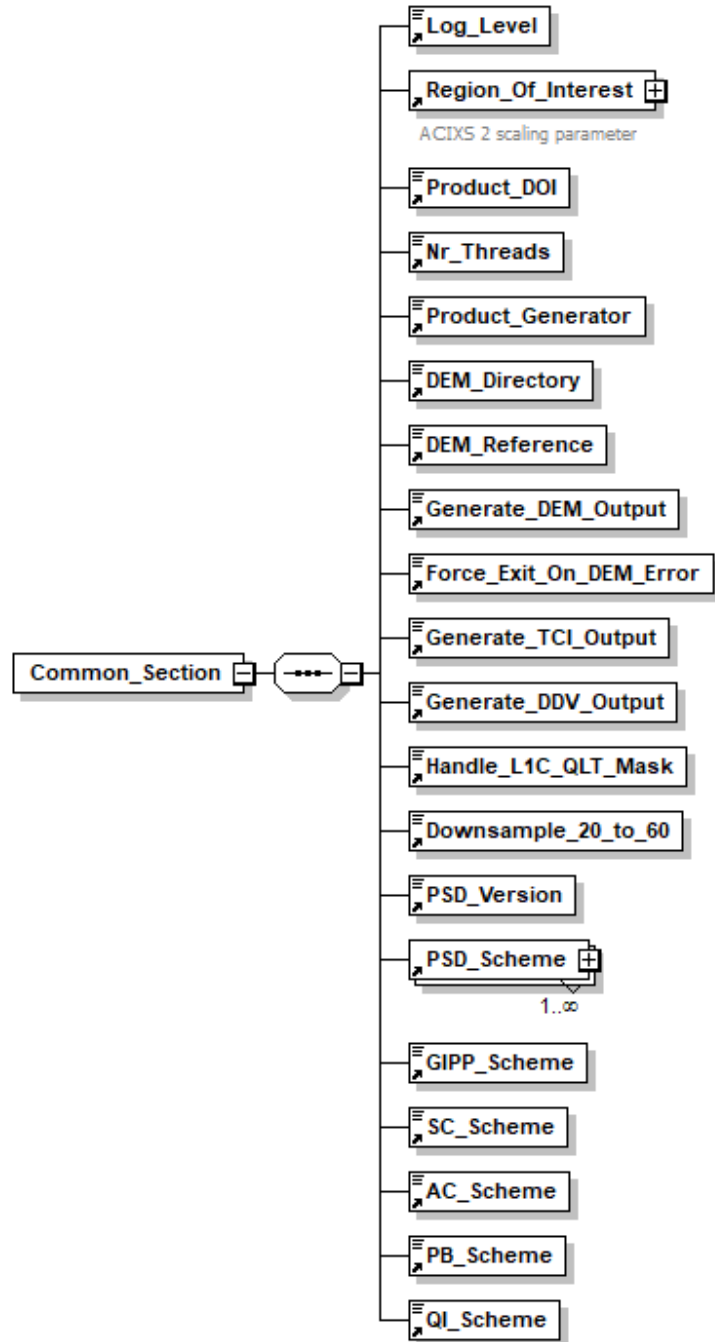 Log_Level
Region_Of_Interest
ACIXS 2 scaling parameter
Product_DOI
Nr_Threads
Product_Generator
DEM_Directory
DEM_Reference
Generate_DEM_Output
Force_Exit_On_DEM_Error
Generate_TCI_Output
Common_Section
Generate_DDV_Output
Handle_L1C_QLT_Mask
Downsample_20_to_60
PSD_Version
PSD_Scheme
1..∞
GIPP_Scheme
SC_Scheme
AC_Scheme
PB_Scheme
QI_Scheme